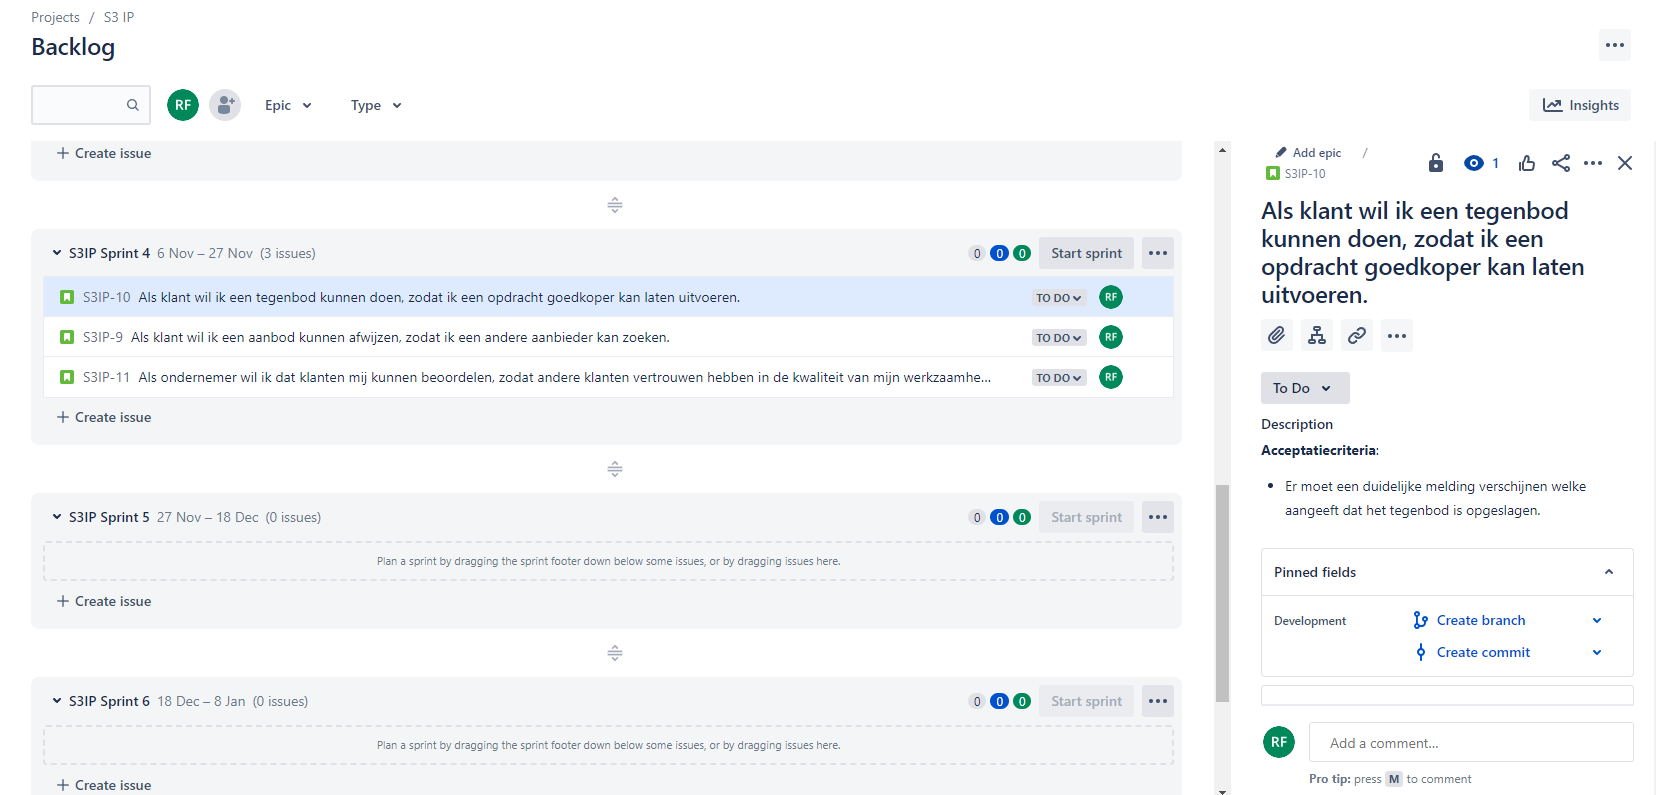 Projects / S3 IP
Backlog
RF Epic Type
Insights
Create issue
S3IP Sprint 4 6 Nov – 27 Nov (3 issues) 0 0 0 Start sprint
S3IP-10 Als klant wil ik een tegenbod kunnen doen, zodat ik een opdracht goedkoper kan laten uitvoeren. TO DO RF
S3IP-9 Als klant wil ik een aanbod kunnen afwijzen, zodat ik een andere aanbieder kan zoeken. TO DO RF
S3IP-11 Als ondernemer wil ik dat klanten mij kunnen beoordelen, zodat andere klanten vertrouwen hebben in de kwaliteit van mijn werkzaamhe... TO DO RF
Create issue
S3IP Sprint 5 27 Nov – 18 Dec (0 issues) 0 0 0 Start sprint
Plan a sprint by dragging the sprint footer down below some issues, or by dragging issues here.
Create issue
S3IP Sprint 6 18 Dec – 8 Jan (0 issues) 0 0 0 Start sprint
Plan a sprint by dragging the sprint footer down below some issues, or by dragging issues here.
Create issue
Add epic /
S3IP-10
1
Als klant wil ik een tegenbod
kunnen doen, zodat ik een
opdracht goedkoper kan laten
uitvoeren.
To Do
Description
Acceptatiecriteria:
• Er moet een duidelijke melding verschijnen welke
aangeeft dat het tegenbod is opgeslagen.
Pinned fields
Development Create branch
Create commit
RF Add a comment...
Pro tip: press M to comment